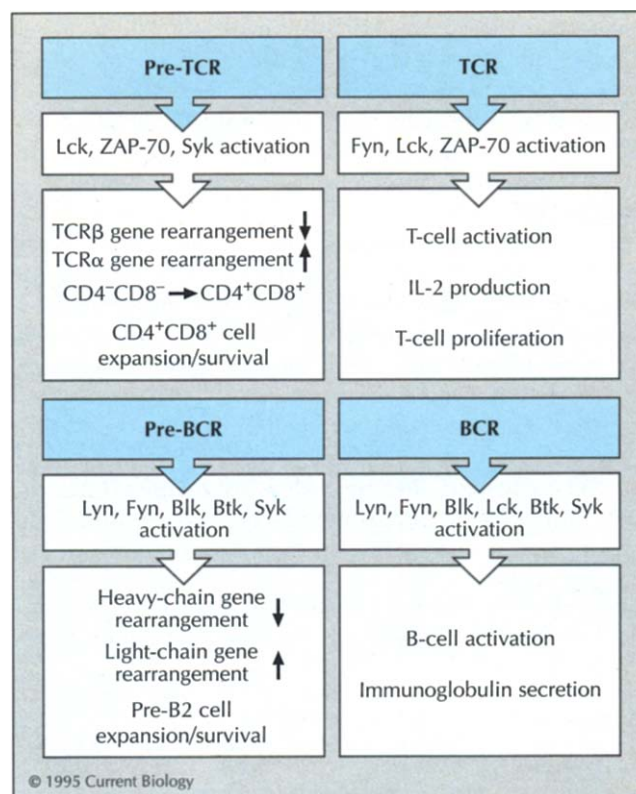 Pre-TCR
Lck, ZAP-70, Syk activation
TCRβ gene rearrangement ↓
TCRα gene rearrangement ↑
CD4⁻CD8⁻ → CD4⁺CD8⁺
CD4⁺CD8⁺ cell
expansion/survival
TCR
Fyn, Lck, ZAP-70 activation
T-cell activation
IL-2 production
T-cell proliferation
Pre-BCR
Lyn, Fyn, Blk, Btk, Syk
activation
Heavy-chain gene
rearrangement ↓
Light-chain gene
rearrangement ↑
Pre-B2 cell
expansion/survival
BCR
Lyn, Fyn, Blk, Lck, Btk, Syk
activation
B-cell activation
Immunoglobulin secretion
© 1995 Current Biology